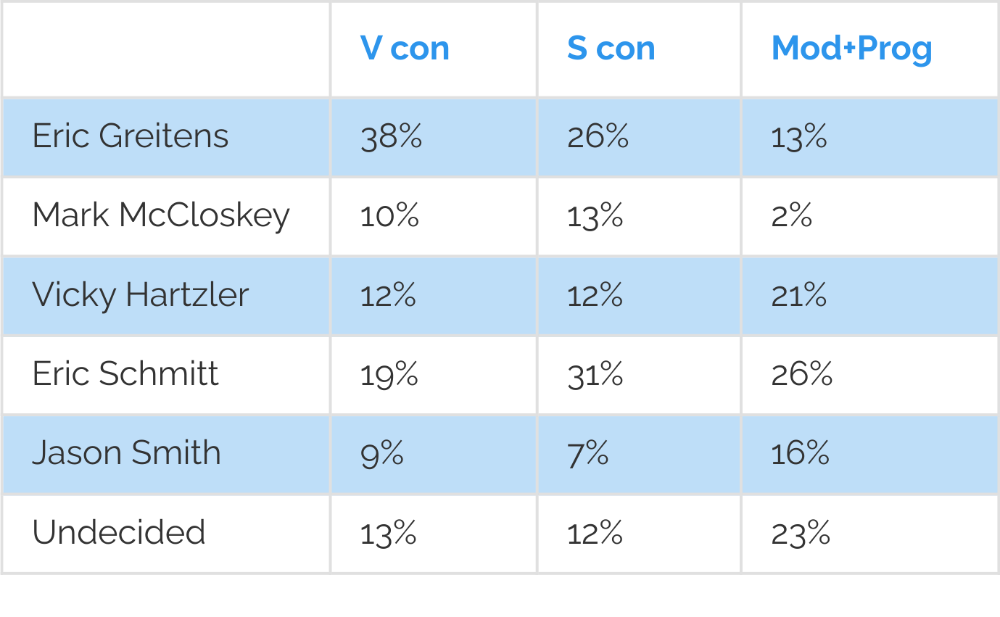 V con S con Mod+Prog
Eric Greitens 38% 26% 13%
Mark McCloskey 10% 13% 2%
Vicky Hartzler 12% 12% 21%
Eric Schmitt 19% 31% 26%
Jason Smith 9% 7% 16%
Undecided 13% 12% 23%